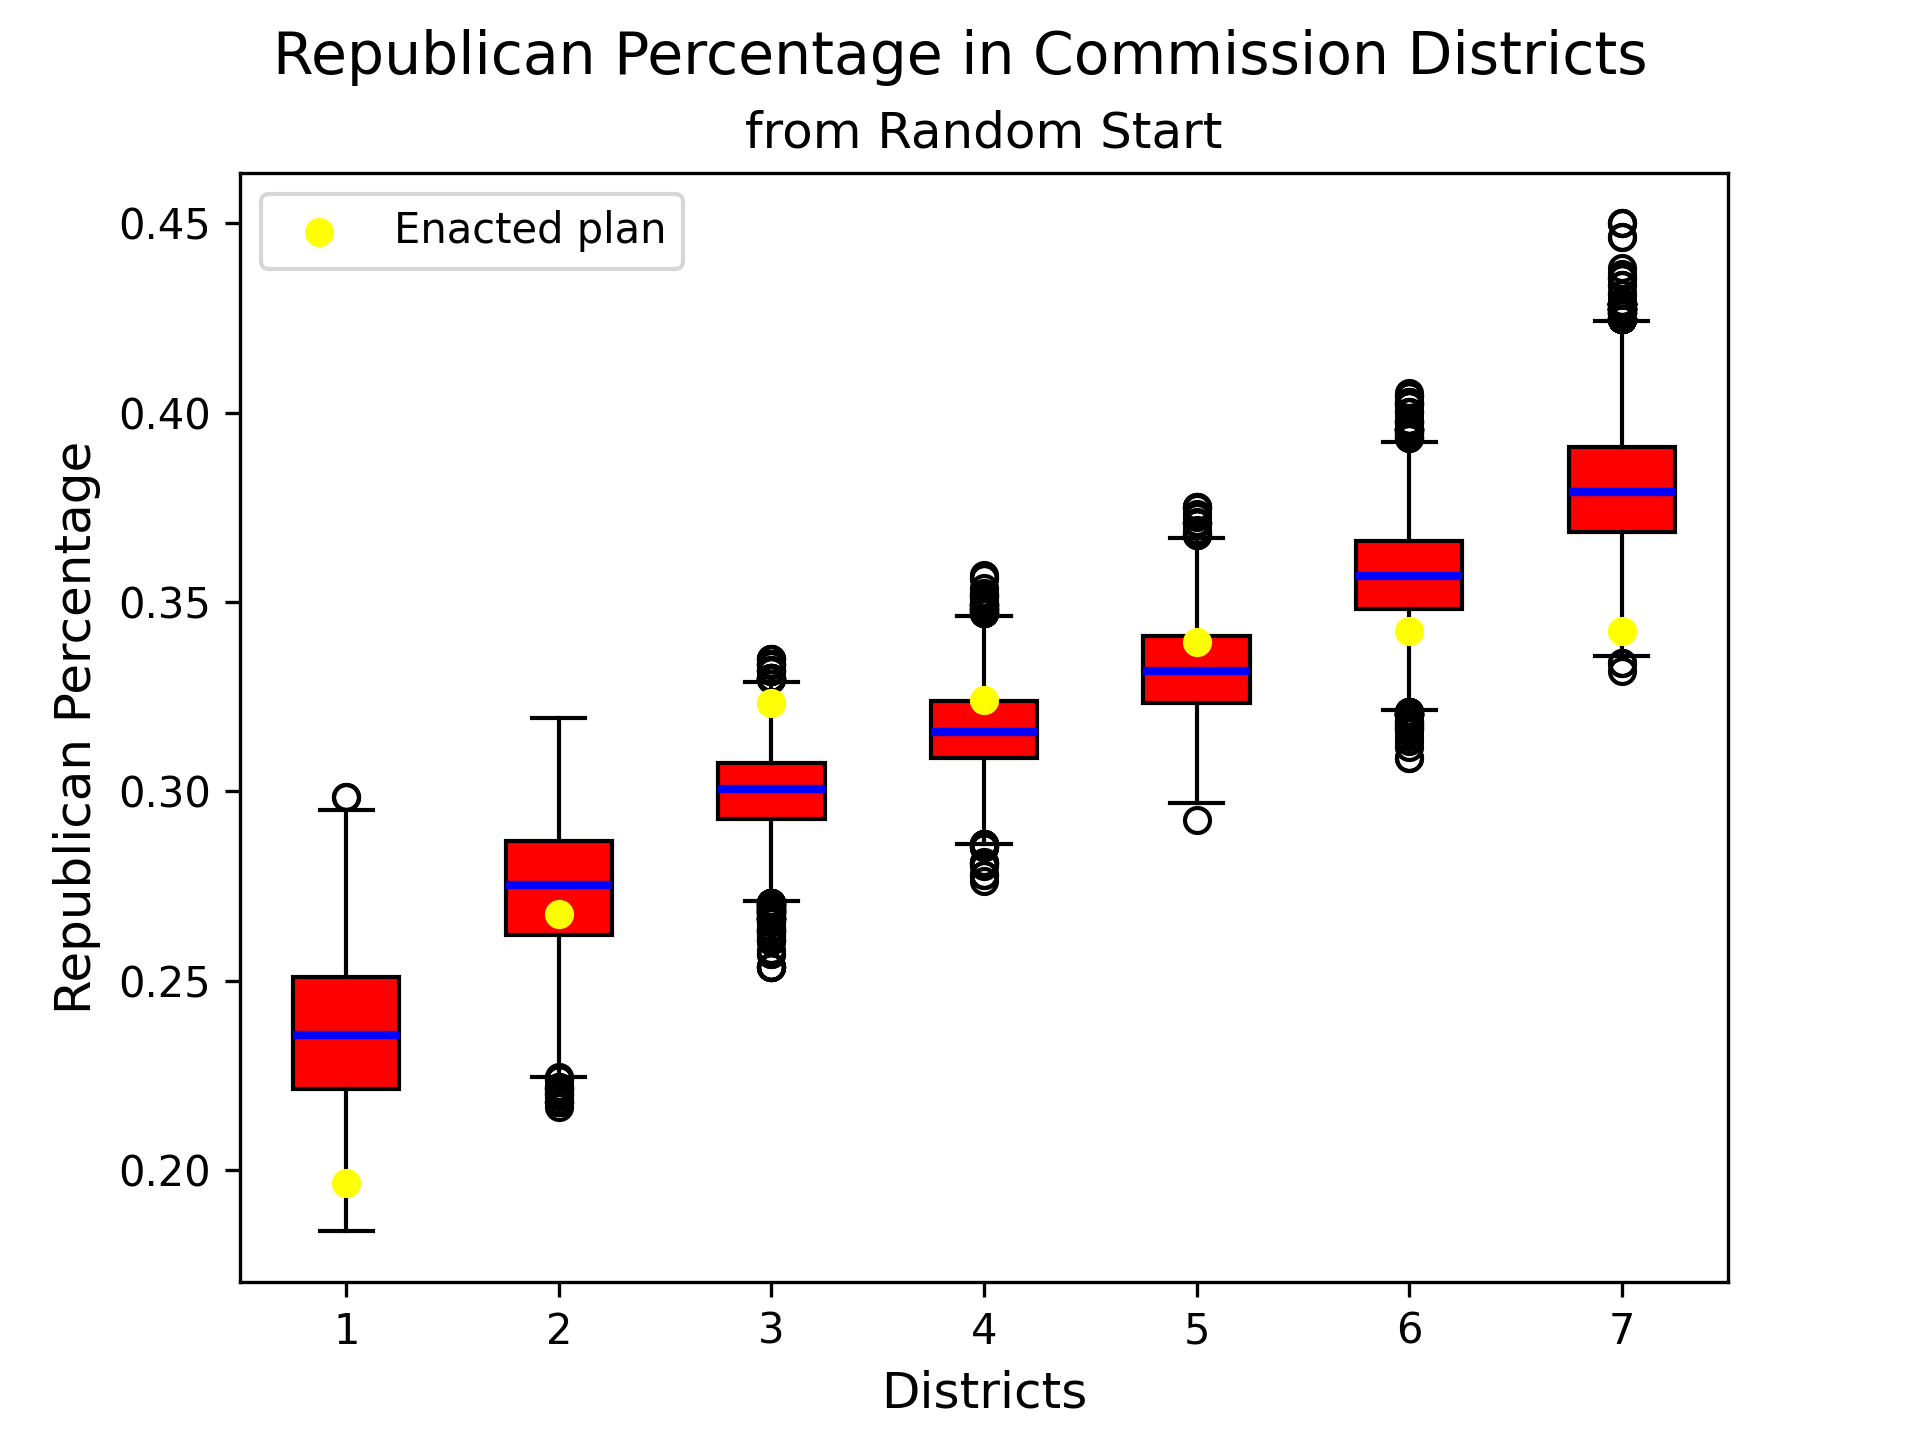 Republican Percentage in Commission Districts
from Random Start
Enacted plan
Republican Percentage
0.45
0.40
0.35
0.30
0.25
0.20
1 2 3 4 5 6 7
Districts